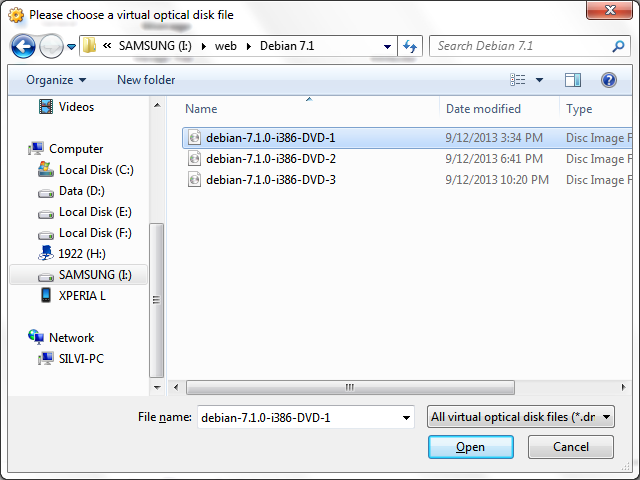 Please choose a virtual optical disk file
SAMSUNG (I:) web Debian 7.1
Search Debian 7.1
Organize New folder
Name Date modified Type
Videos
Computer
Local Disk (C:)
Data (D:)
Local Disk (E:)
Local Disk (F:)
1922 (H:)
SAMSUNG (I:)
XPERIA L
Network
SILVI-PC
debian-7.1.0-i386-DVD-1 9/12/2013 3:34 PM Disc Image F
debian-7.1.0-i386-DVD-2 9/12/2013 6:41 PM Disc Image F
debian-7.1.0-i386-DVD-3 9/12/2013 10:20 PM Disc Image F
File name: debian-7.1.0-i386-DVD-1 All virtual optical disk files (*.dr
Open Cancel